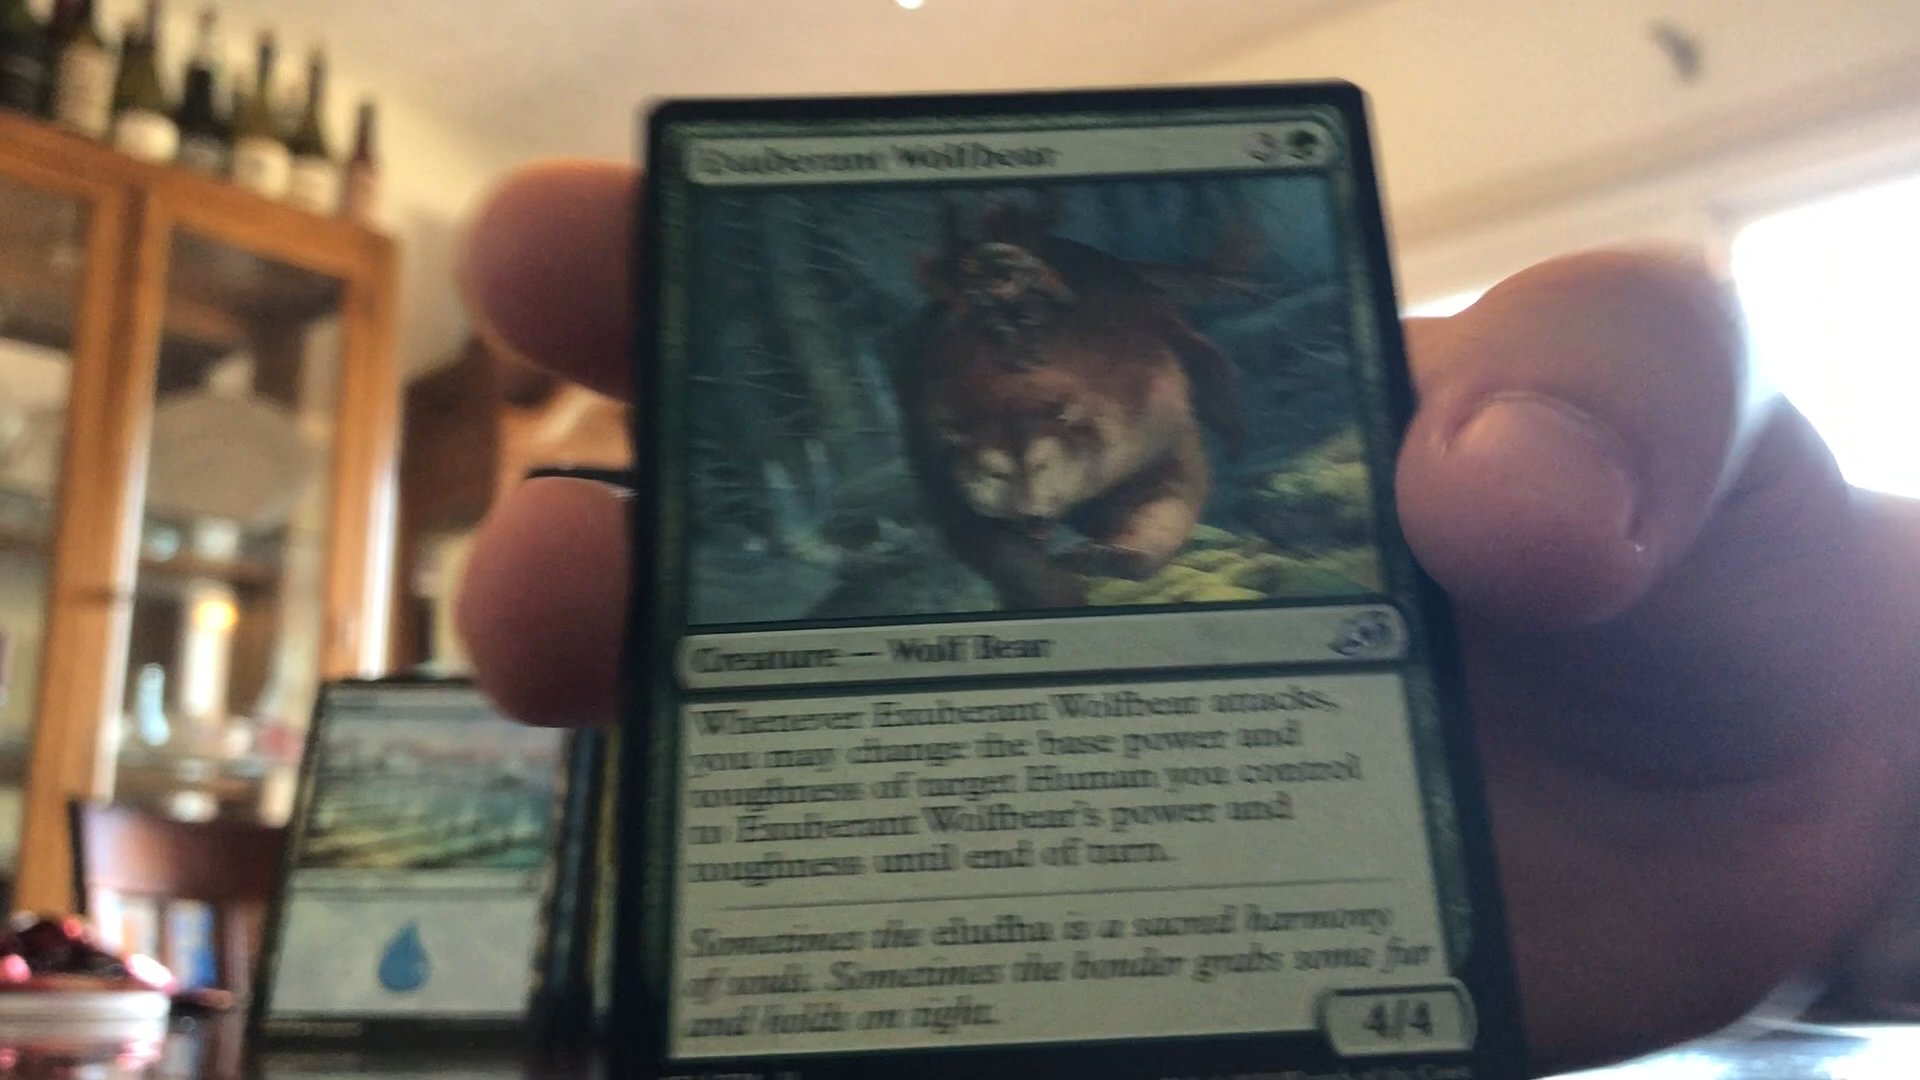 Exuberant Wolfbear 3
Creature — Wolf Bear
Whenever Exuberant Wolfbear attacks,
you may change the base power and
toughness of target Human you control
to Exuberant Wolfbear's power and
toughness until end of turn.
Sometimes the eludha is a sacred harmony
of souls. Sometimes the bonder grabs some fur
and holds on tight.
4/4